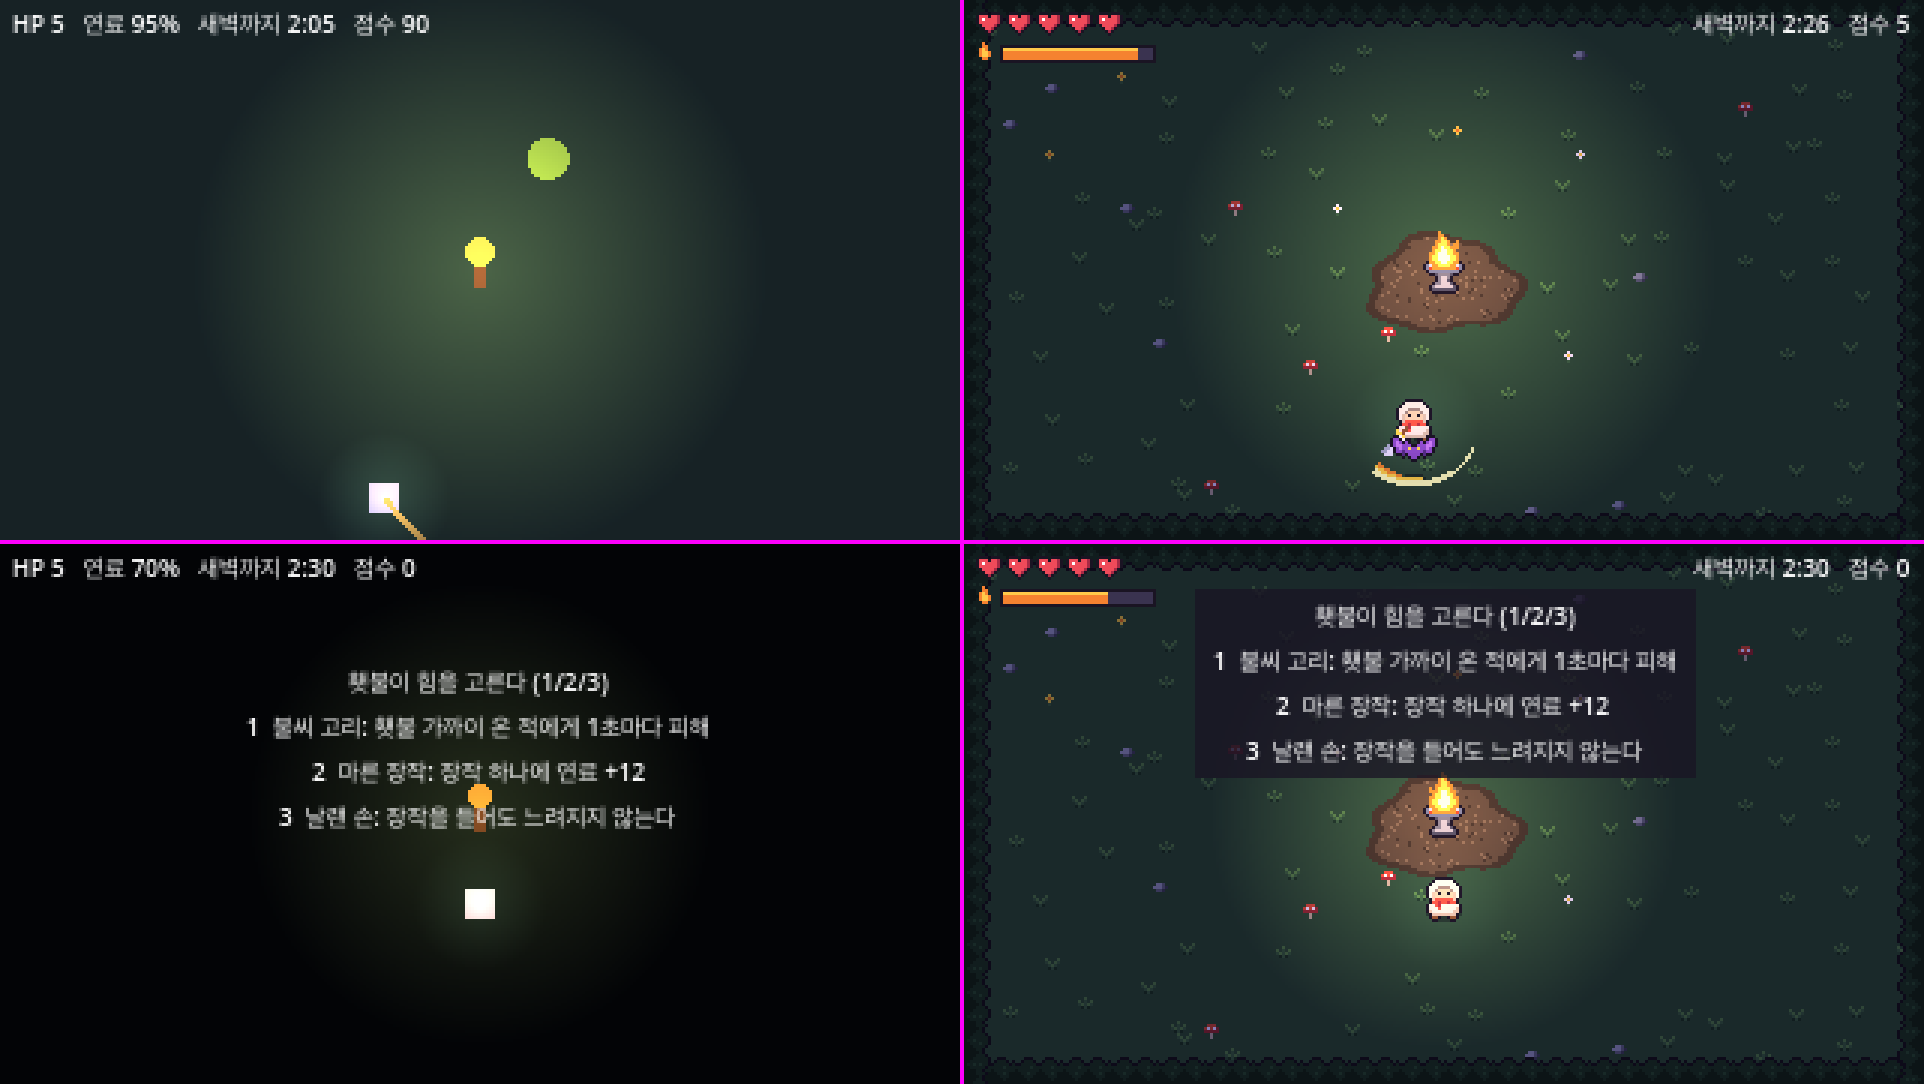 HP 5 연료 95% 새벽까지 2:05 점수 90
새벽까지 2:26 점수 5
HP 5 연료 70% 새벽까지 2:30 점수 0
횃불이 힘을 고른다 (1/2/3)
1 불씨 고리: 횃불 가까이 온 적에게 1초마다 피해
2 마른 장작: 장작 하나에 연료 +12
3 날랜 손: 장작을 들어도 느려지지 않는다
새벽까지 2:30 점수 0
횃불이 힘을 고른다 (1/2/3)
1 불씨 고리: 횃불 가까이 온 적에게 1초마다 피해
2 마른 장작: 장작 하나에 연료 +12
3 날랜 손: 장작을 들어도 느려지지 않는다